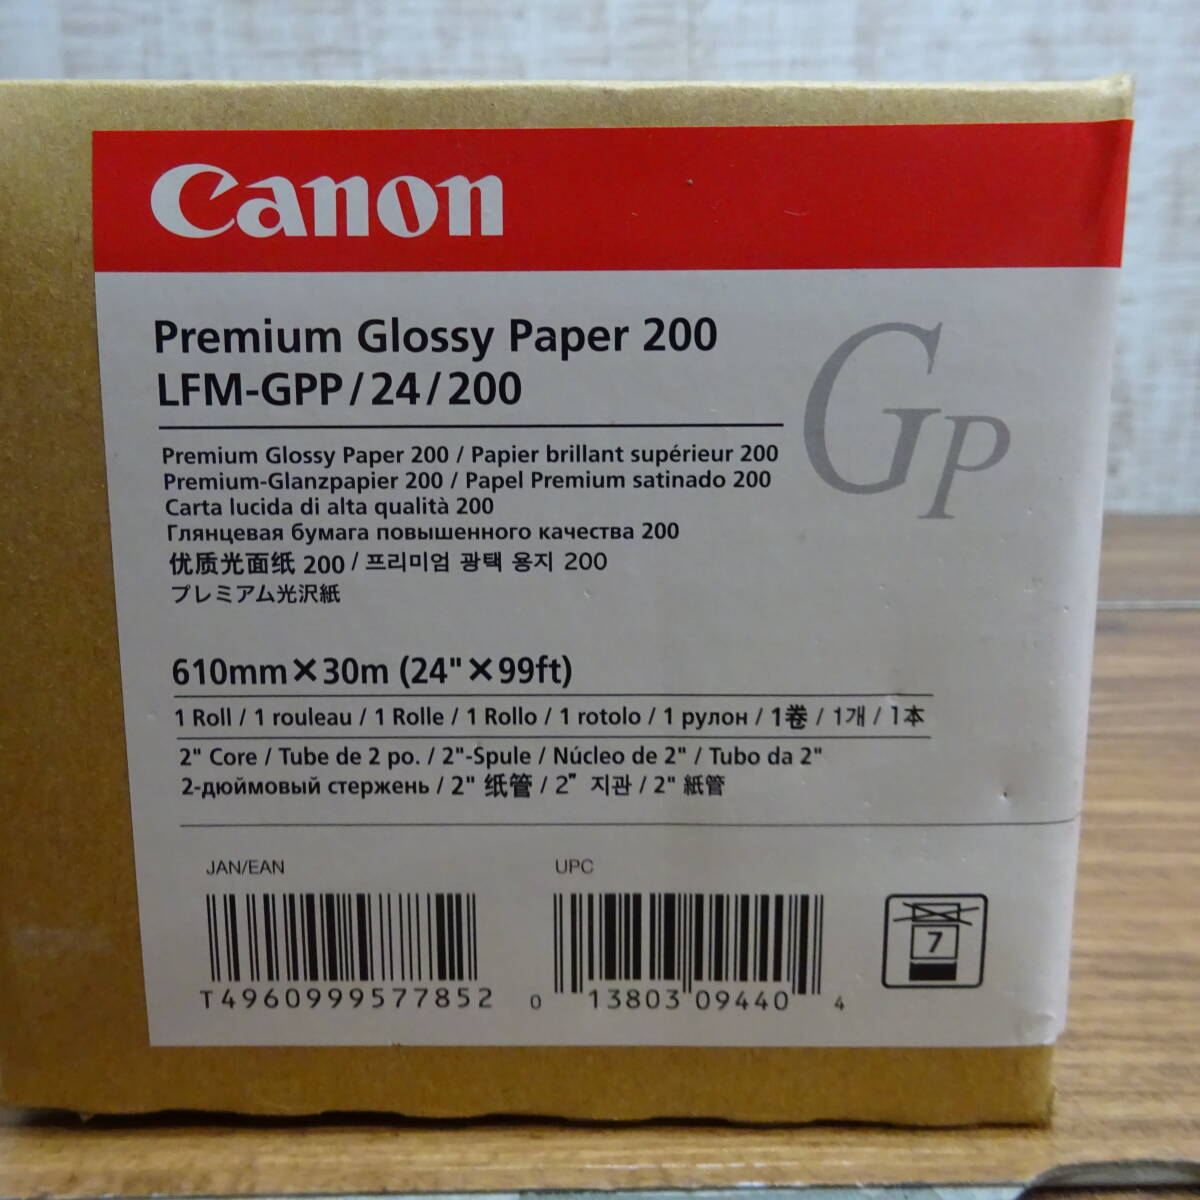 Canon
Premium Glossy Paper 200
LFM-GPP/24/200
GP
Premium Glossy Paper 200 / Papier brillant supérieur 200
Premium-Glanzpapier 200 / Papel Premium satinado 200
Carta lucida di alta qualità 200
Глянцевая бумага повышенного качества 200
优质光面纸 200 / 프리미엄 광택 용지 200
プレミアム光沢紙
610mm×30m (24"×99ft)
1 Roll / 1 rouleau / 1 Rolle / 1 Rollo / 1 rotolo / 1 рулон / 1卷 / 1개 / 1本
2" Core / Tube de 2 po. / 2"-Spule / Núcleo de 2" / Tubo da 2"
2-дюймовый стержень / 2" 纸管 / 2" 지관 / 2" 紙管
JAN/EAN
UPC
T4960999577852
0 13803 09440 4
7